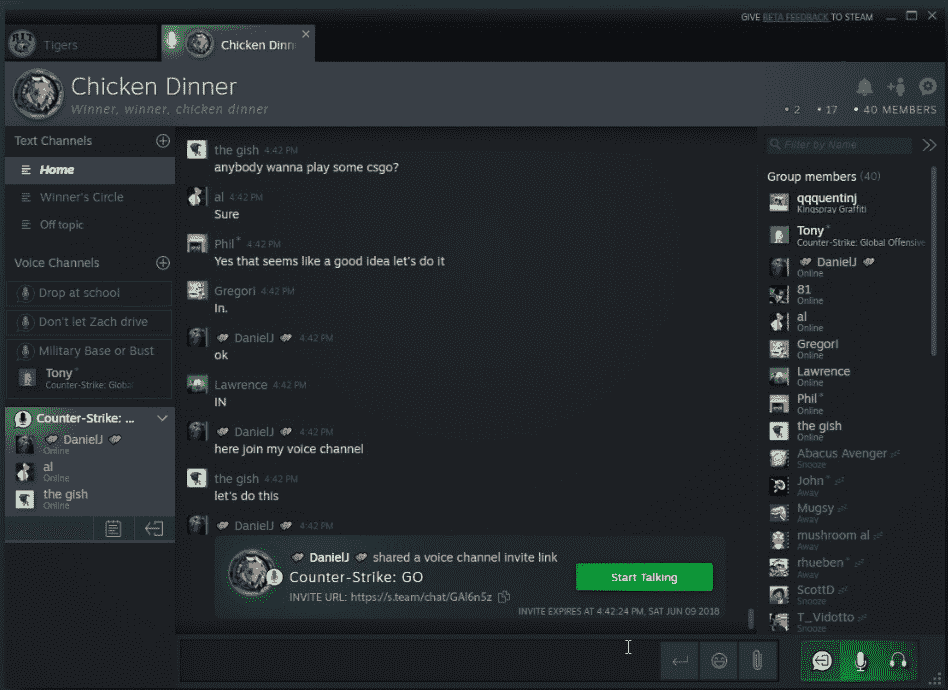 GIVE BETA FEEDBACK TO STEAM
Tigers
Chicken Dinn
Chicken Dinner
Winner, winner, chicken dinner
• 2 • 17 • 40 MEMBERS
Text Channels
Home
Winner's Circle
Off topic
Voice Channels
Drop at school
Don't let Zach drive
Military Base or Bust
Tony*
Counter-Strike: Globa
Counter-Strike: ...
DanielJ
Online
al
Online
the gish
Online
the gish 4:42 PM
anybody wanna play some csgo?
al 4:42 PM
Sure
Phil* 4:42 PM
Yes that seems like a good idea let's do it
Gregori 4:42 PM
In.
DanielJ 4:42 PM
ok
Lawrence 4:42 PM
IN
DanielJ 4:42 PM
here join my voice channel
the gish 4:42 PM
let's do this
DanielJ 4:42 PM
DanielJ shared a voice channel invite link
Counter-Strike: GO
INVITE URL: https://s.team/chat/GAl6n5z
Start Talking
INVITE EXPIRES AT 4:42:24 PM, SAT JUN 09 2018
Filter by Name
Group members (40)
qqquentinj
Kingspray Graffiti
Tony*
Counter-Strike: Global Offensive
DanielJ
Online
81
Online
al
Online
Gregori
Online
Lawrence
Online
Phil*
Online
the gish
Online
Abacus Avenger zz
Snooze
John* zz
Away
Mugsy zz
Away
mushroom al zz
Away
rhueben* zz
Away
ScottD zz
Snooze
T_Vidotto zz
Snooze